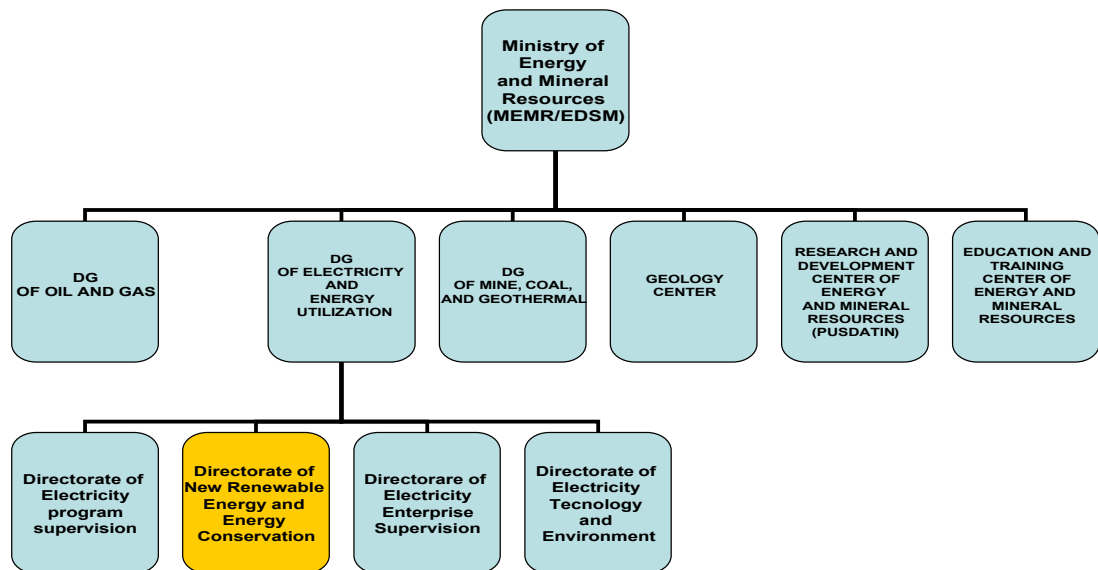 Ministry of
Energy
and Mineral
Resources
(MEMR/EDSM)
DG
OF OIL AND GAS
DG
OF ELECTRICITY
AND
ENERGY
UTILIZATION
DG
OF MINE, COAL,
AND GEOTHERMAL
GEOLOGY
CENTER
RESEARCH AND
DEVELOPMENT
CENTER OF
ENERGY
AND MINERAL
RESOURCES
(PUSDATIN)
EDUCATION AND
TRAINING
CENTER OF
ENERGY AND
MINERAL
RESOURCES
Directorate of
Electricity
program
supervision
Directorate of
New Renewable
Energy and
Energy
Conservation
Directorare of
Electricity
Enterprise
Supervision
Directorate of
Electricity
Tecnology
and
Environment